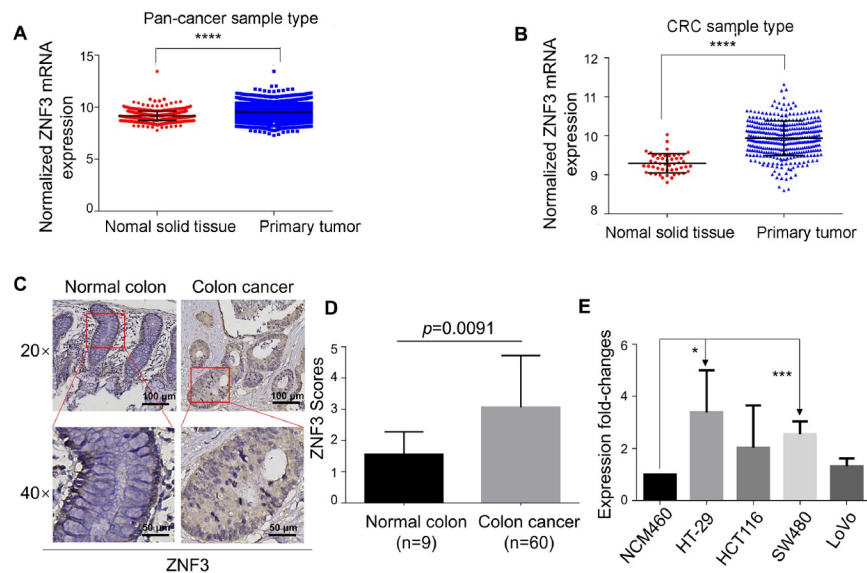 A
Pan-cancer sample type
****
Normalized ZNF3 mRNA
expression
15
10
5
0
Nomal solid tissue
Primary tumor
B
CRC sample type
****
Normalized ZNF3 mRNA
expression
12
11
10
9
8
Nomal solid tissue
Primary tumor
C
Normal colon
Colon cancer
20×
100 µm
100 µm
40×
50 µm
50 µm
ZNF3
D
p=0.0091
ZNF3 Scores
5
4
3
2
1
0
Normal colon
(n=9)
Colon cancer
(n=60)
E
Expression fold-changes
6
4
2
0
*
***
NCM460
HT-29
HCT116
SW480
LoVo